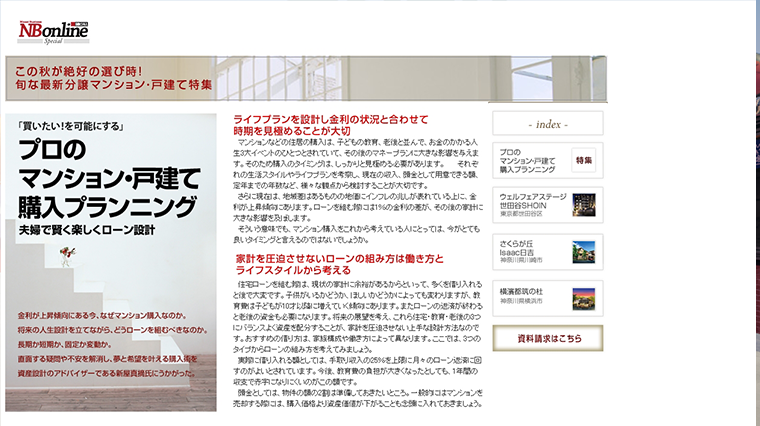 NBonline
Special
この秋が絶好の選び時!
旬な最新分譲マンション・戸建て特集
「買いたい!を可能にする」
プロの
マンション・戸建て
購入プランニング
夫婦で賢く楽しくローン設計
金利が上昇傾向にある今、なぜマンション購入なのか。
将来の人生設計を立てながら、どうローンを組むべきなのか。
長期か短期か、固定か変動か。
直面する疑問や不安を解消し、夢と希望を叶える購入術を
資産設計のアドバイザーである新屋真摘氏にうかがった。
ライフプランを設計し金利の状況と合わせて
時期を見極めることが大切
マンションなどの住居の購入は、子どもの教育、老後と並んで、お金のかかる人
生3大イベントのひとつとされていて、その後のマネープランに大きな影響を与えま
す。そのため購入のタイミングは、しっかりと見極める必要があります。 それぞ
れの生活スタイルやライフプランを考慮し、現在の収入、頭金として用意できる額、
定年までの年数など、様々な観点から検討することが大切です。
さらに現在は、地域差はあるものの地価にインフレの兆しが表れている上に、金
利が上昇傾向にあります。ローンを組む際には1%の金利の差が、その後の家計に
大きな影響を及ぼします。
そういう意味でも、マンション購入をこれから考えている人にとっては、今がとても
良いタイミングと言えるのではないでしょうか。
家計を圧迫させないローンの組み方は働き方と
ライフスタイルから考える
住宅ローンを組む際は、現状の家計に余裕があるからといって、多くを借り入れる
と後で大変です。子供がいるかどうか、ほしいかどうかによっても変わりますが、教
育費は子どもが10才以降に増えていく傾向にあります。またローンの返済が終わる
と老後の資金も必要になります。将来の展望を考え、これら住宅・教育・老後の3つ
にバランスよく資産を配分することが、家計を圧迫させない上手な設計方法なので
す。おすすめの借り方は、家族構成や働き方によって異なります。ここでは、3つの
タイプからローンの組み方を考えてみましょう。
実際に借り入れる額としては、手取り収入の25%を上限に月々のローン返済に回
すのがよいとされています。今後、教育費の負担が大きくなったとしても、1年間の
収支で赤字になりにくいのがこの額です。
頭金としては、物件の額の2割は準備しておきたいところ。一般的にはマンションを
売却する際には、購入価格より資産価値が下がることも念頭に入れておきましょう。
- index -
プロの
マンション戸建て
購入プランニング
特集
ウェルフェアステージ
世田谷SHOIN
東京都世田谷区
さくらが丘
Isaac日吉
神奈川県川崎市
横濱都筑の杜
神奈川県横浜市
資料請求はこちら